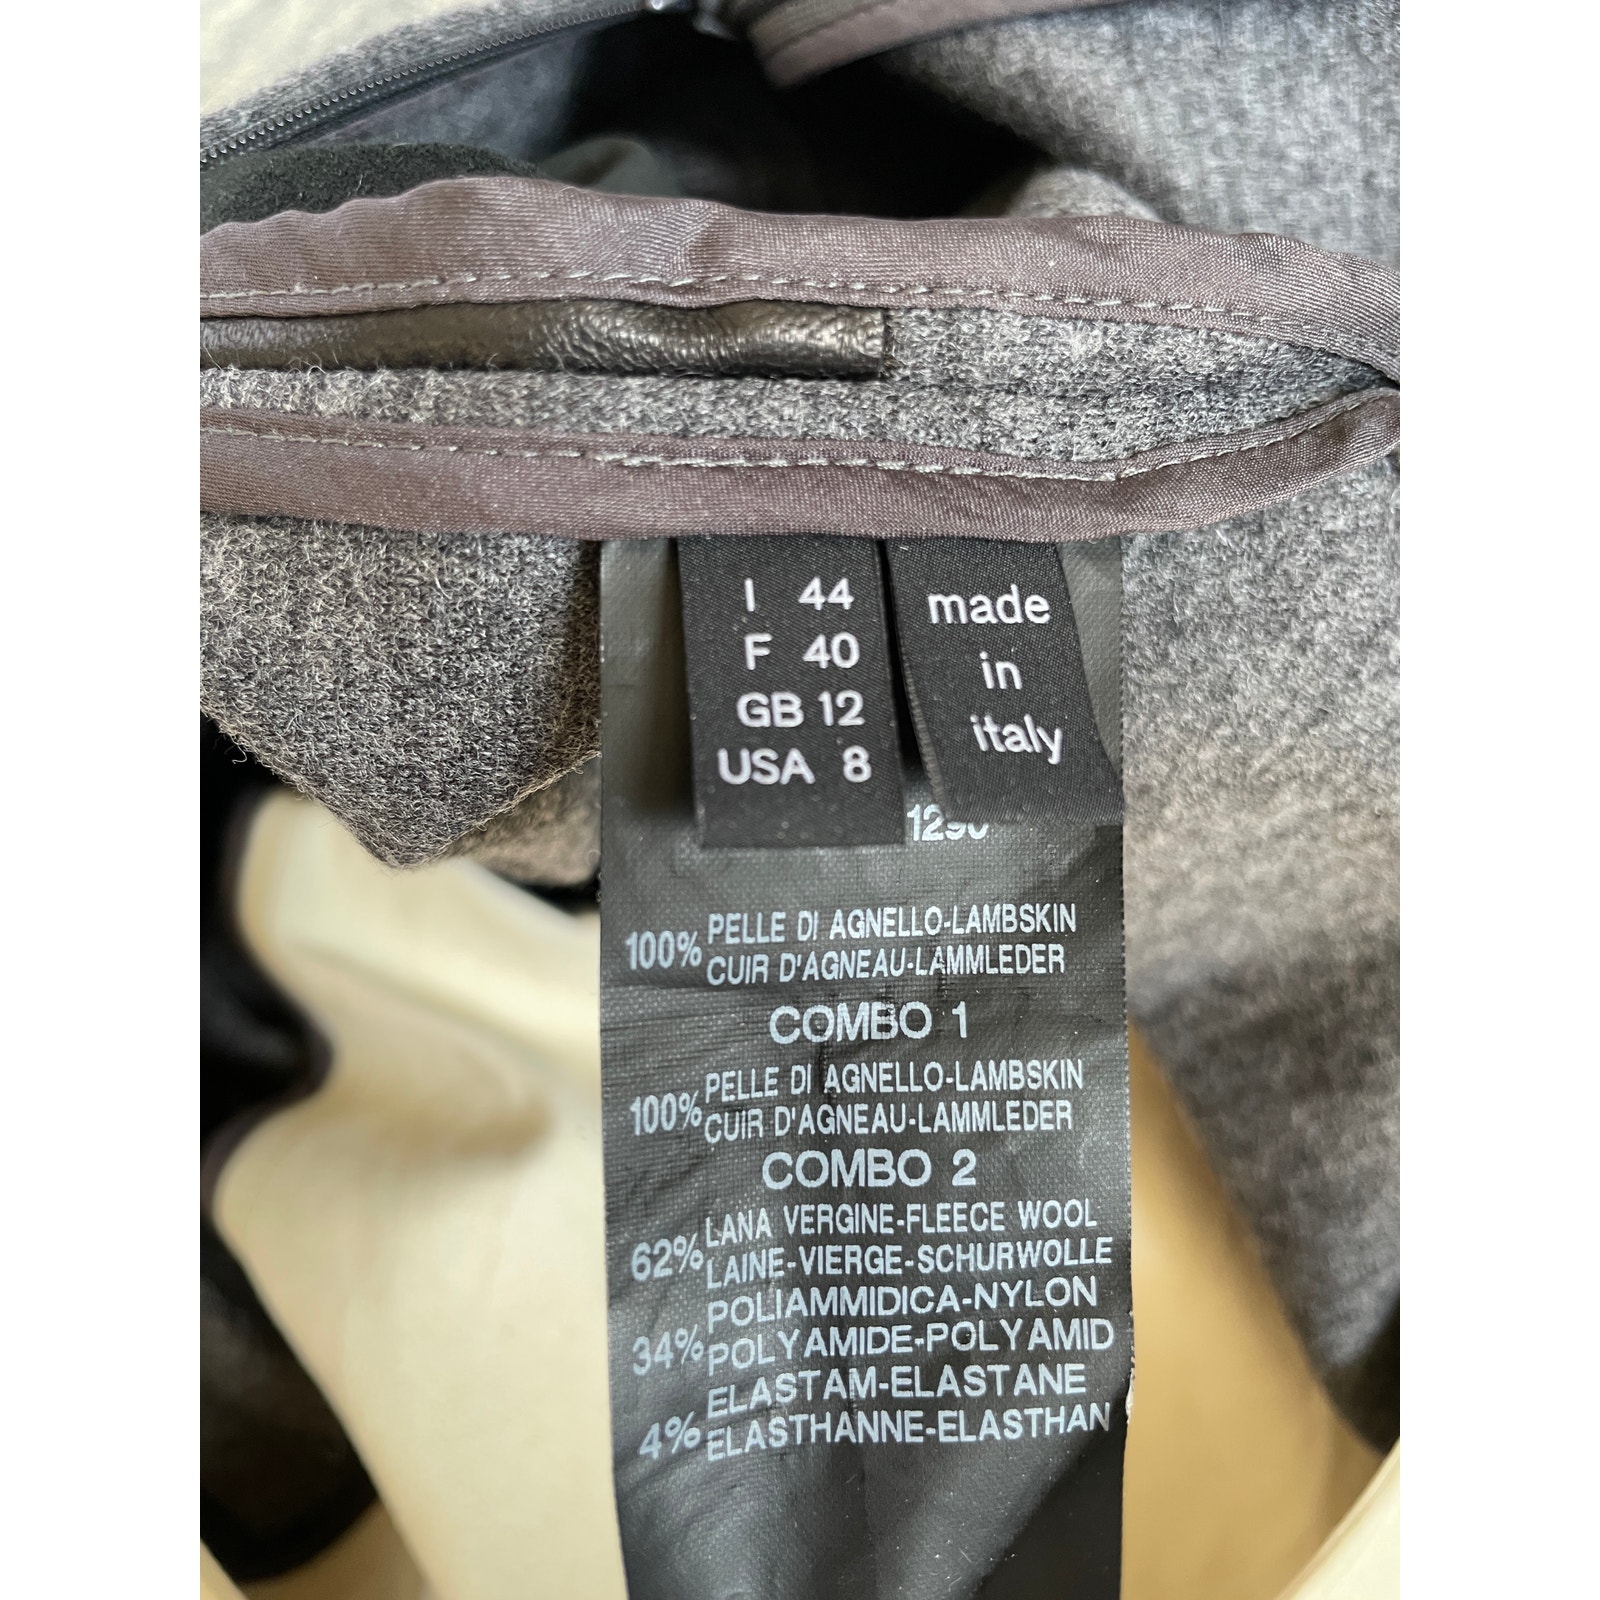 I 44
F 40
GB 12
USA 8
made
in
italy
100% PELLE DI AGNELLO-LAMBSKIN
CUIR D'AGNEAU-LAMMLEDER
COMBO 1
100% PELLE DI AGNELLO-LAMBSKIN
CUIR D'AGNEAU-LAMMLEDER
COMBO 2
62% LANA VERGINE-FLEECE WOOL
LAINE-VIERGE-SCHURWOLLE
34% POLIAMMIDICA-NYLON
POLYAMIDE-POLYAMID
4% ELASTAM-ELASTANE
ELASTHANNE-ELASTHAN